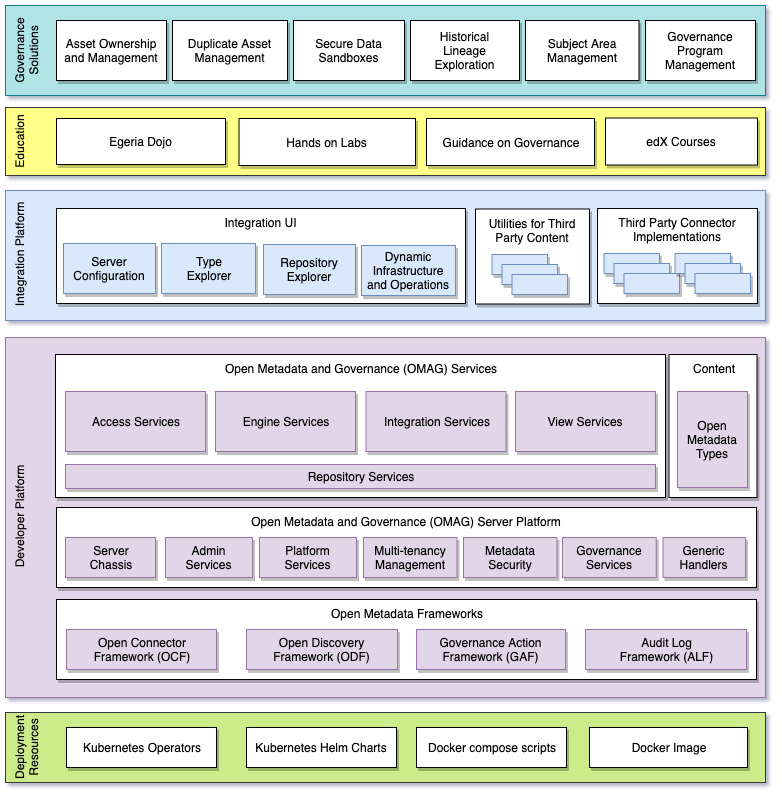 Governance
Solutions
Asset Ownership
and Management
Duplicate Asset
Management
Secure Data
Sandboxes
Historical
Lineage
Exploration
Subject Area
Management
Governance
Program
Management
Education
Egeria Dojo
Hands on Labs
Guidance on Governance
edX Courses
Integration Platform
Integration UI
Server
Configuration
Type
Explorer
Repository
Explorer
Dynamic
Infrastructure
and Operations
Utilities for Third
Party Content
Third Party Connector
Implementations
Developer Platform
Open Metadata and Governance (OMAG) Services
Access Services
Engine Services
Integration Services
View Services
Repository Services
Content
Open
Metadata
Types
Open Metadata and Governance (OMAG) Server Platform
Server
Chassis
Admin
Services
Platform
Services
Multi-tenancy
Management
Metadata
Security
Governance
Services
Generic
Handlers
Open Metadata Frameworks
Open Connector
Framework (OCF)
Open Discovery
Framework (ODF)
Governance Action
Framework (GAF)
Audit Log
Framework (ALF)
Deployment
Resources
Kubernetes Operators
Kubernetes Helm Charts
Docker compose scripts
Docker Image